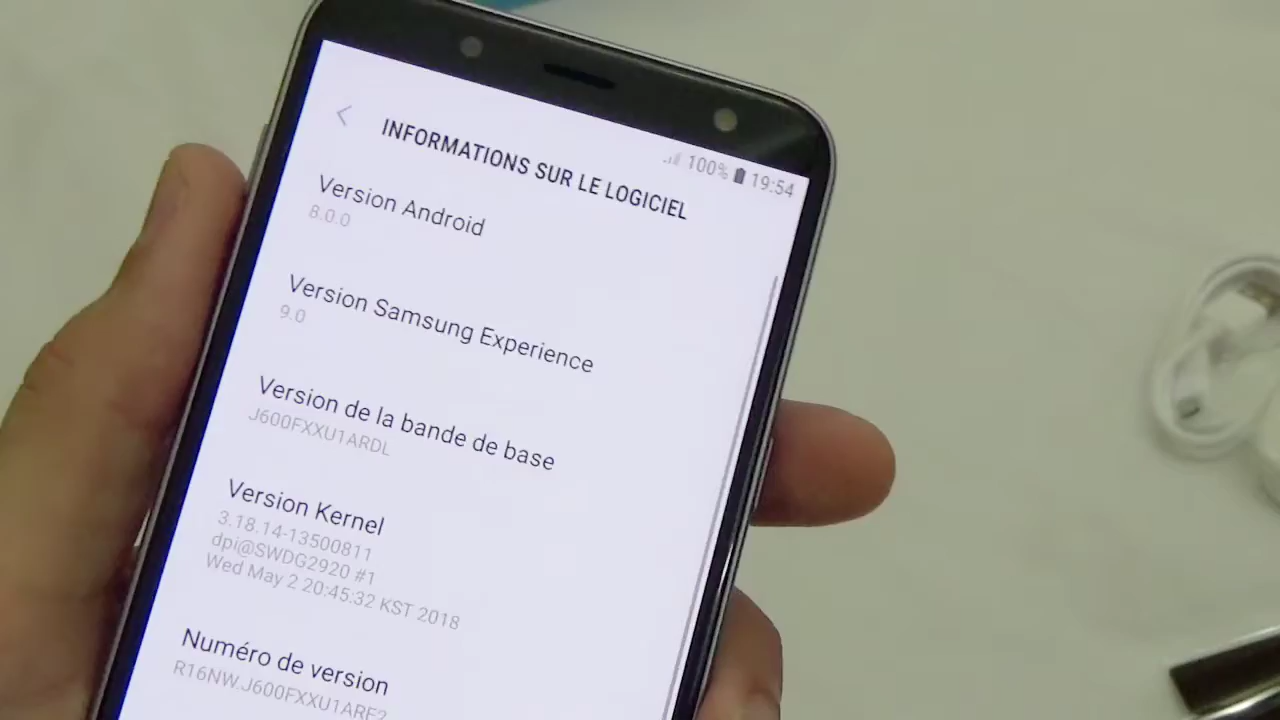 100% 19:54
INFORMATIONS SUR LE LOGICIEL
Version Android
8.0.0
Version Samsung Experience
9.0
Version de la bande de base
J600FXXU1ARDL
Version Kernel
3.18.14-13500811
dpi@SWDG2920 #1
Wed May 2 20:45:32 KST 2018
Numéro de version